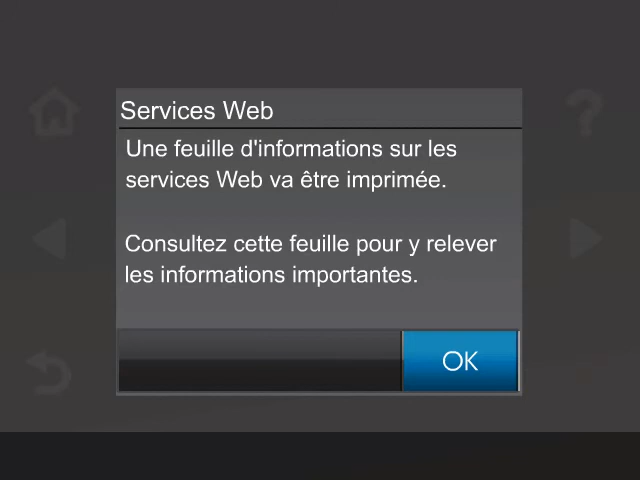 Services Web
Une feuille d'informations sur les
services Web va être imprimée.
Consultez cette feuille pour y relever
les informations importantes.
OK
?